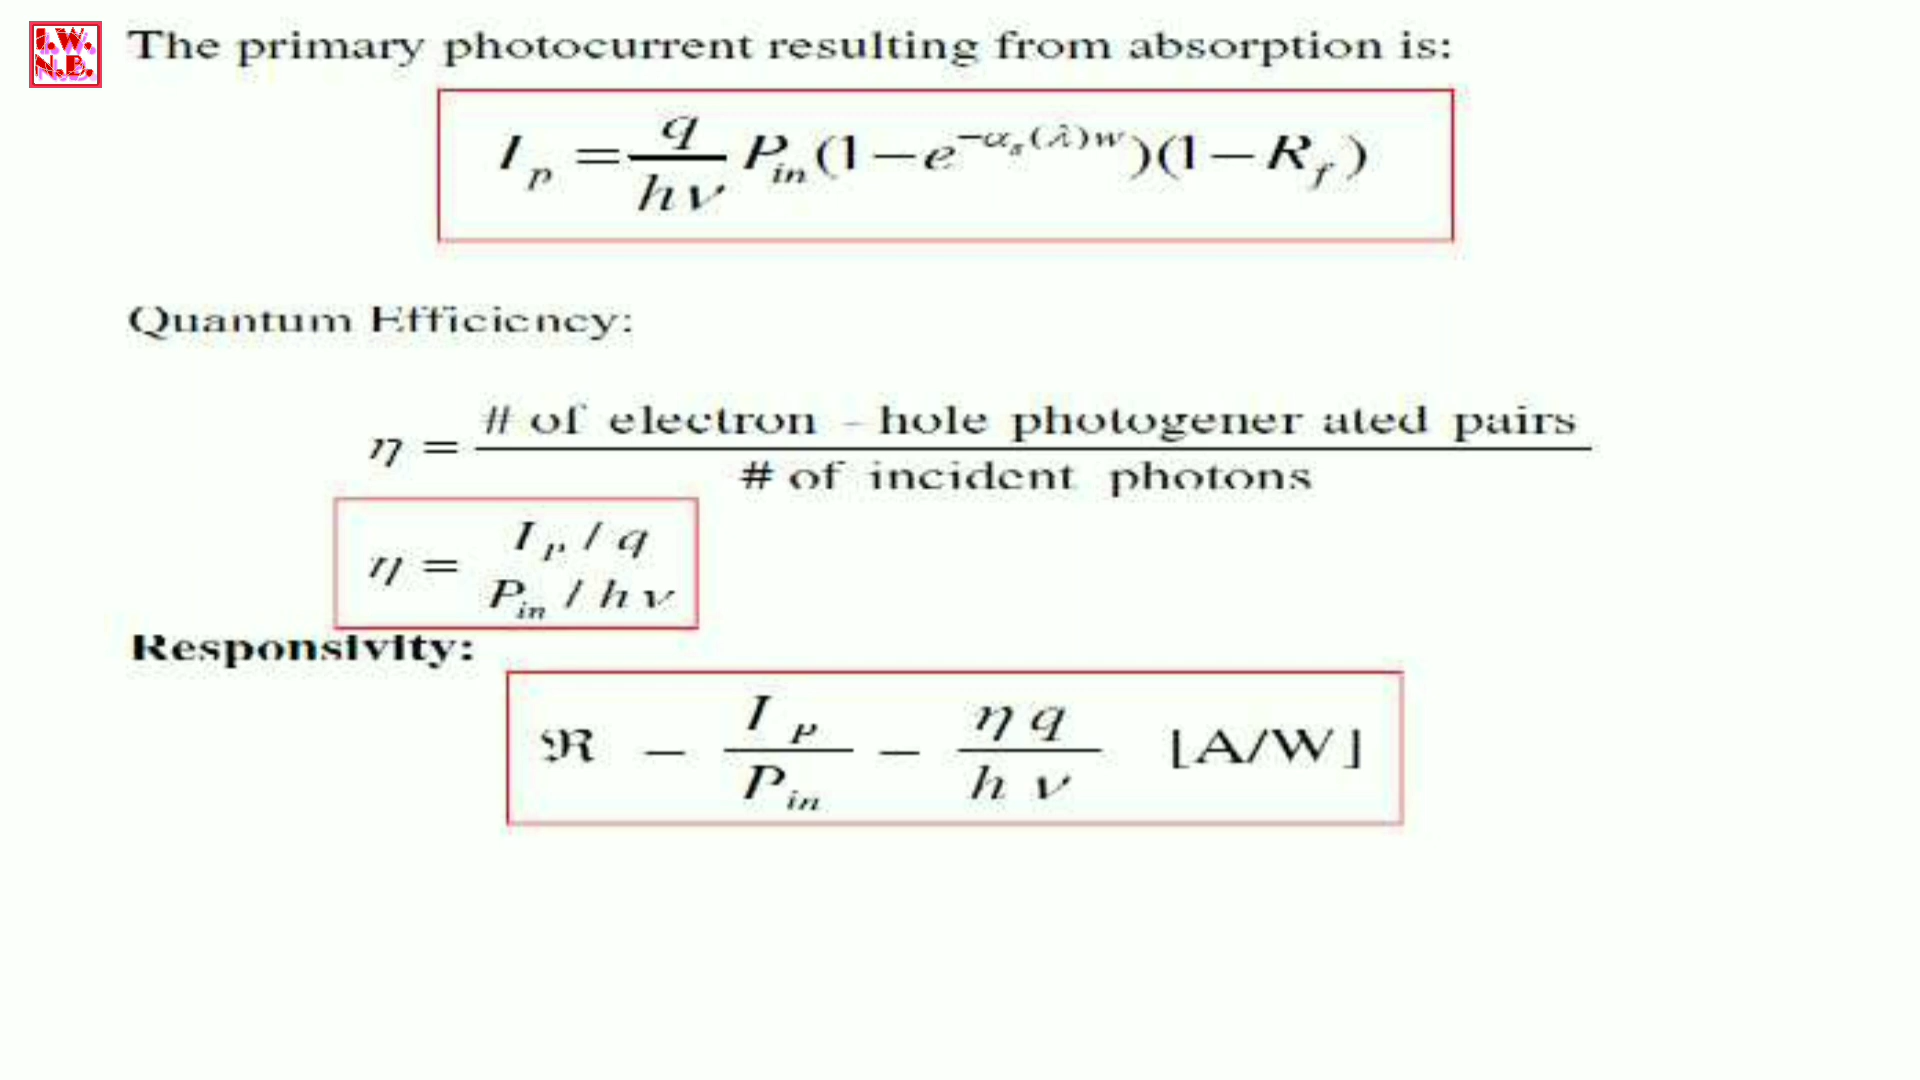 I.W.
N.B.
The primary photocurrent resulting from absorption is:
I_p = q/hν P_in(1−e^{−α_s(λ)w})(1−R_f)
Quantum Efficiency:
η = # of electron - hole photogener ated pairs
# of incident photons
η = I_P / q
P_in / hν
Responsivity:
ℜ = I_P/P_in = ηq/hν [A/W]